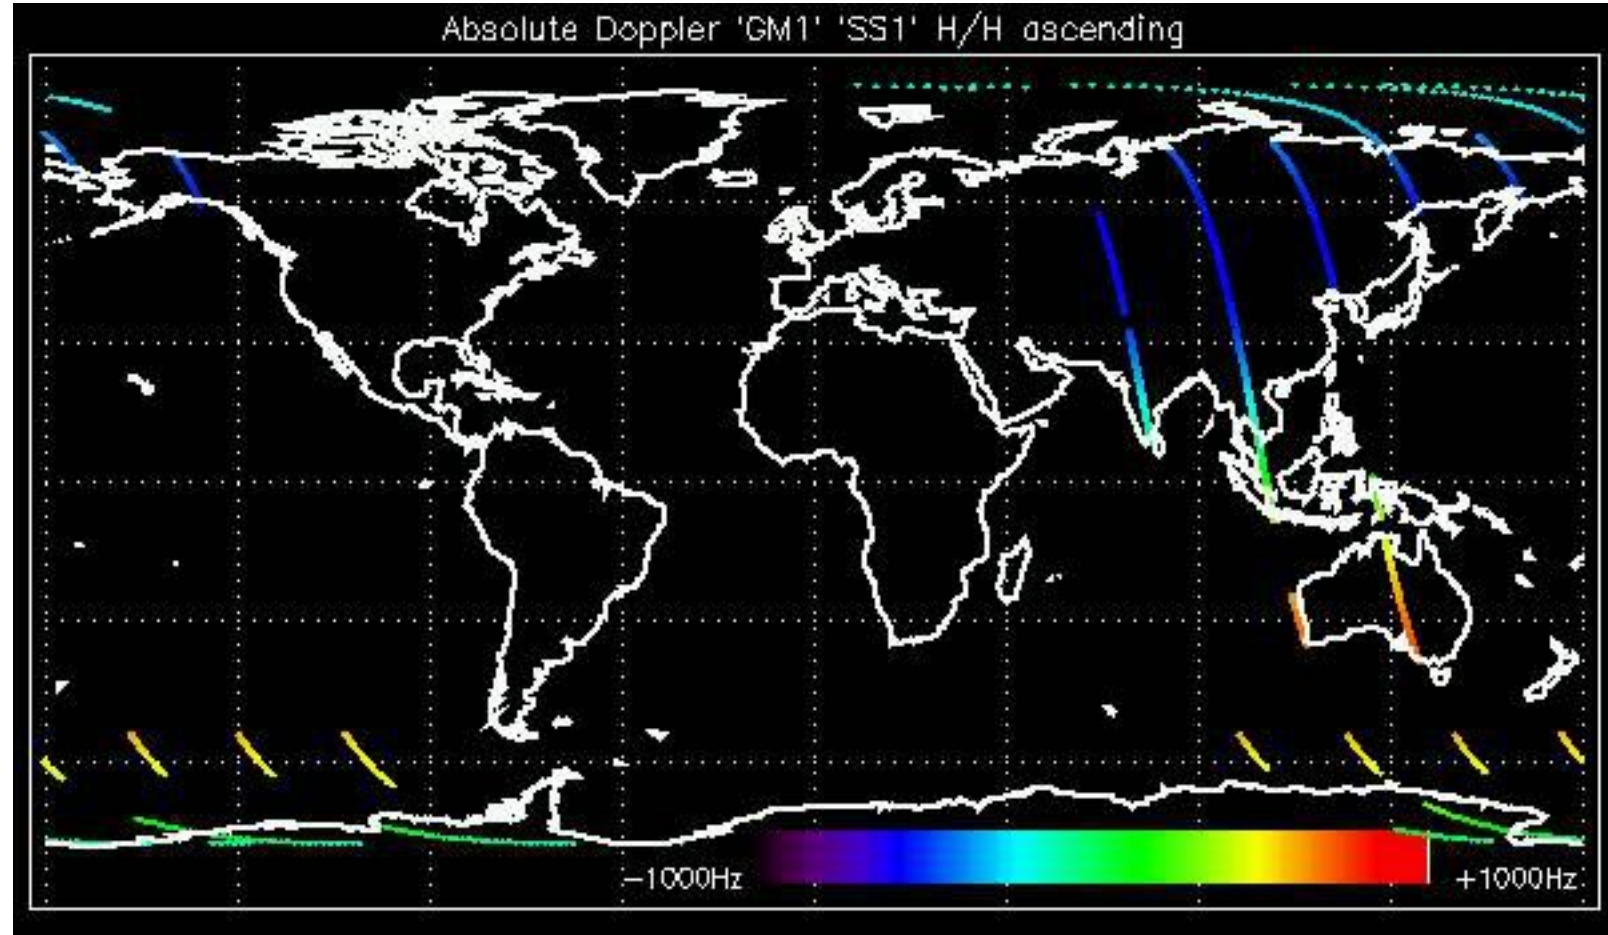 Absolute Doppler 'GM1' 'SS1' H/H ascending
−1000Hz
+1000Hz